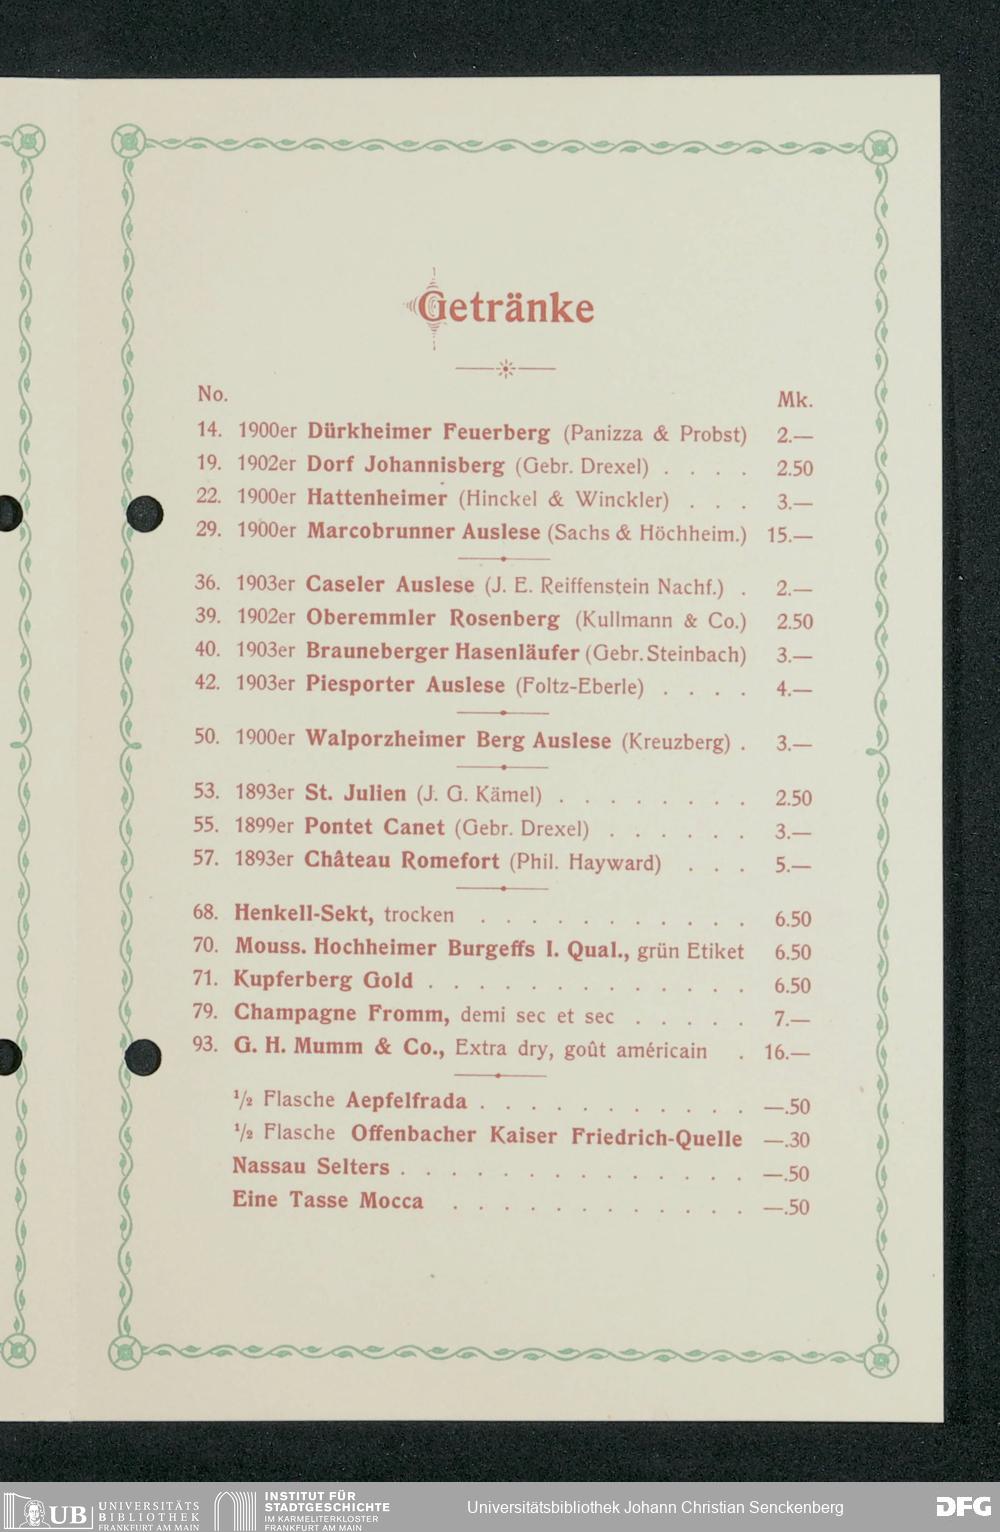 Getränke
No. Mk.
14. 1900er Dürkheimer Feuerberg (Panizza & Probst) 2.—
19. 1902er Dorf Johannisberg (Gebr. Drexel) . . . . 2.50
22. 1900er Hattenheimer (Hinckel & Winckler) . . . 3.—
29. 1900er Marcobrunner Auslese (Sachs & Höchheim.) 15.—
36. 1903er Caseler Auslese (J. E. Reiffenstein Nachf.) . 2.—
39. 1902er Oberemmler Rosenberg (Kullmann & Co.) 2.50
40. 1903er Brauneberger Hasenläufer (Gebr. Steinbach) 3.—
42. 1903er Piesporter Auslese (Foltz-Eberle) . . . . 4.—
50. 1900er Walporzheimer Berg Auslese (Kreuzberg) . 3.—
53. 1893er St. Julien (J. G. Kämel) . . . . . . . . 2.50
55. 1899er Pontet Canet (Gebr. Drexel) . . . . . . 3.—
57. 1893er Château Romefort (Phil. Hayward) . . . 5.—
68. Henkell-Sekt, trocken . . . . . . . . . . . 6.50
70. Mouss. Hochheimer Burgeffs I. Qual., grün Etiket 6.50
71. Kupferberg Gold . . . . . . . . . . . . . 6.50
79. Champagne Fromm, demi sec et sec . . . . . 7.—
93. G. H. Mumm & Co., Extra dry, goût américain . 16.—
1/2 Flasche Aepfelfrada . . . . . . . . . . . —.50
1/2 Flasche Offenbacher Kaiser Friedrich-Quelle —.30
Nassau Selters . . . . . . . . . . . . . . —.50
Eine Tasse Mocca . . . . . . . . . . . . —.50
UB UNIVERSITÄTS BIBLIOTHEK FRANKFURT AM MAIN
INSTITUT FÜR STADTGESCHICHTE IM KARMELITERKLOSTER FRANKFURT AM MAIN
Universitätsbibliothek Johann Christian Senckenberg
DFG